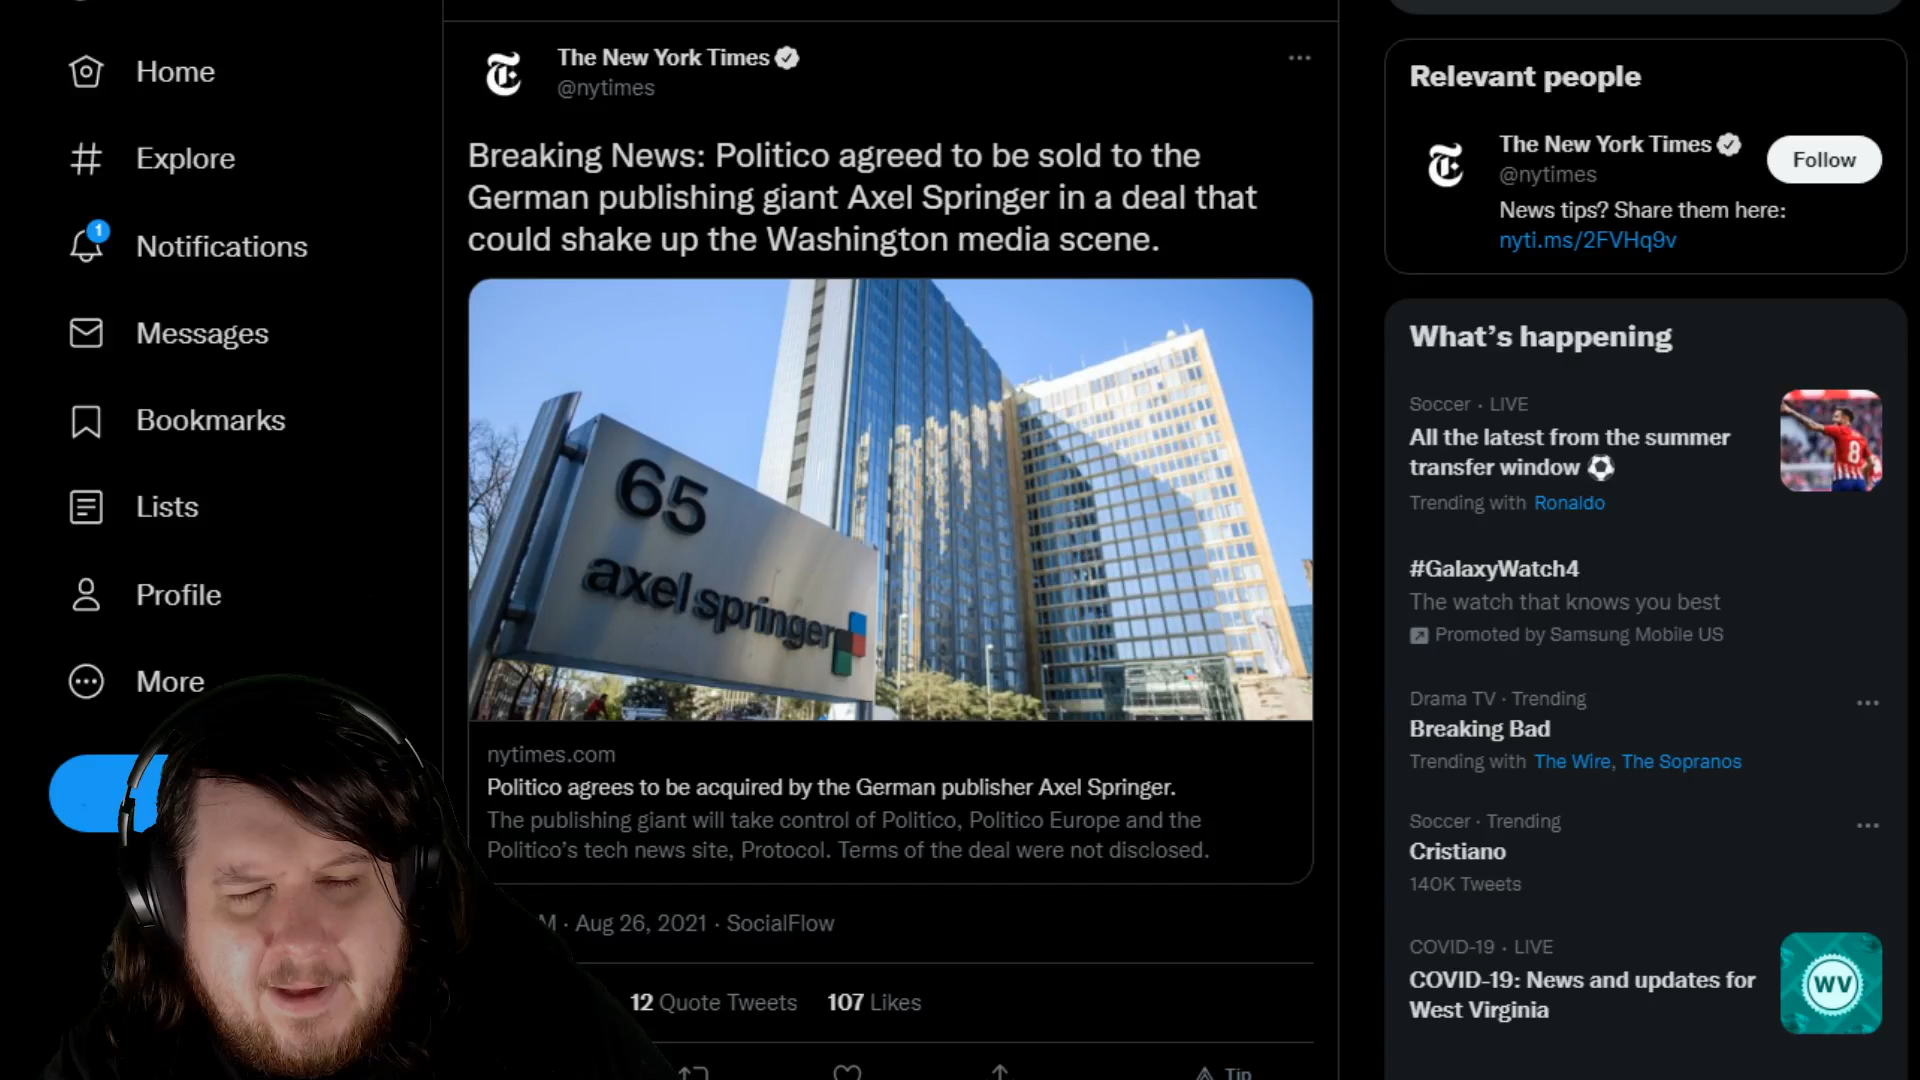 Home
Explore
1
Notifications
Messages
Bookmarks
Lists
Profile
More
The New York Times
@nytimes
Breaking News: Politico agreed to be sold to the
German publishing giant Axel Springer in a deal that
could shake up the Washington media scene.
65
axel springer
nytimes.com
Politico agrees to be acquired by the German publisher Axel Springer.
The publishing giant will take control of Politico, Politico Europe and the
Politico’s tech news site, Protocol. Terms of the deal were not disclosed.
M · Aug 26, 2021 · SocialFlow
12 Quote Tweets 107 Likes
Tip
Relevant people
The New York Times
@nytimes
Follow
News tips? Share them here:
nyti.ms/2FVHq9v
What’s happening
Soccer · LIVE
All the latest from the summer
transfer window
Trending with Ronaldo
8
#GalaxyWatch4
The watch that knows you best
Promoted by Samsung Mobile US
Drama TV · Trending
Breaking Bad
Trending with The Wire, The Sopranos
Soccer · Trending
Cristiano
140K Tweets
COVID-19 · LIVE
COVID-19: News and updates for
West Virginia
WV